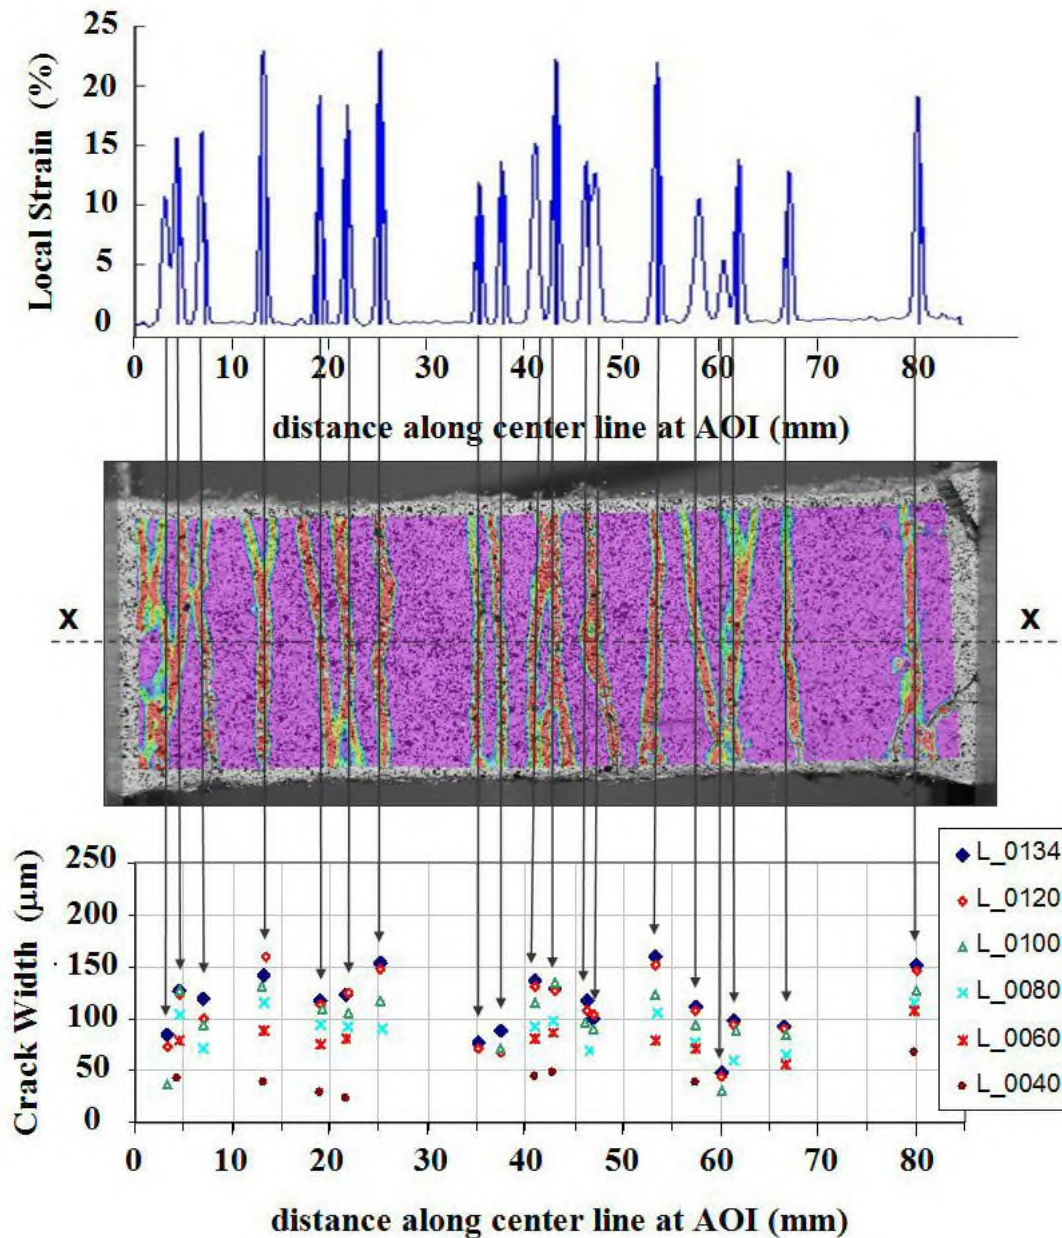 25
20
15
10
5
0
Local Strain (%)
0 10 20 30 40 50 60 70 80
distance along center line at AOI (mm)
X X
250
200
150
100
50
0
Crack Width (μm)
L_0134
L_0120
L_0100
L_0080
L_0060
L_0040
0 10 20 30 40 50 60 70 80
distance along center line at AOI (mm)